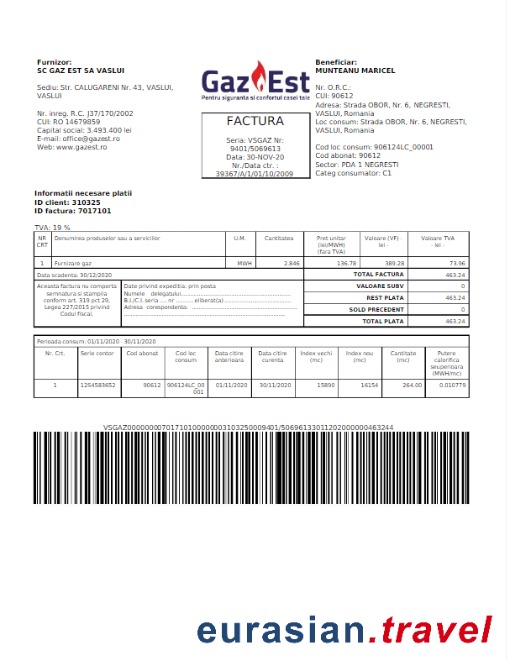 Furnizor:
SC GAZ EST SA VASLUI
Sediu: Str. CALUGARENI Nr. 43, VASLUI,
VASLUI
Nr. inreg. R.C. J37/170/2002
CUI: RO 14679859
Capital social: 3.493.400 lei
E-mail: office@gazest.ro
Web: www.gazest.ro
Gaz Est
Pentru siguranta si confortul casei tale
FACTURA
Seria: VSGAZ Nr:
9401/5069613
Data: 30-NOV-20
Nr./Data ctr. :
39367/A/1/01/10/2009
Beneficiar:
MUNTEANU MARICEL
Nr. O.R.C.:
CUI: 90612
Adresa: Strada OBOR, Nr. 6, NEGRESTI,
VASLUI, Romania
Loc consum: Strada OBOR, Nr. 6, NEGRESTI,
VASLUI, Romania
Cod loc consum: 906124LC_00001
Cod abonat: 90612
Sector: PDA 1 NEGRESTI
Categ consumator: C1
Informatii necesare platii
ID client: 310325
ID factura: 7017101
TVA: 19 %
NR CRT Denumirea produselor sau a serviciilor U.M. Cantitatea Pret unitar (lei/MWH) (fara TVA) Valoare (VF) - lei - Valoare TVA - lei
1 Furnizare gaz MWH 2.846 136.78 389.28 73.96
Data scadenta: 30/12/2020 TOTAL FACTURA 463.24
Aceasta factura nu comporta semnatura si stampila conform art. 319 pct 29, Legea 227/2015 privind Codul fiscal.
Date privind expeditia: prin posta
Numele delegatului......
B.I./C.I. seria .... nr ......... eliberat(a)......
Adresa corespondenta: ......
VALOARE SUBV 0
REST PLATA 463.24
SOLD PRECEDENT 0
TOTAL PLATA 463.24
Perioada consum: 01/11/2020 - 30/11/2020
Nr. Crt. Serie contor Cod abonat Cod loc consum Data citire anterioara Data citire curenta Index vechi (mc) Index nou (mc) Cantitate (mc) Putere calorifica seuperioara (MWH/mc)
1 1254583652 90612 906124LC_00001 01/11/2020 30/11/2020 15890 16154 264.00 0.010779
eurasian.travel